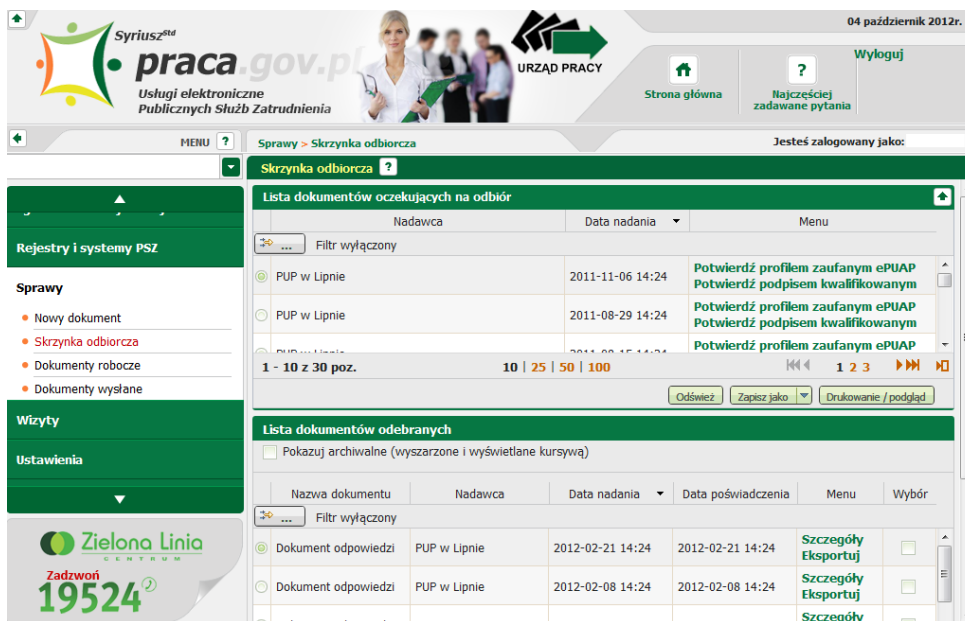 04 październik 2012r.
Syriusz Std
praca.gov.pl
Usługi elektroniczne
Publicznych Służb Zatrudnienia
URZĄD PRACY
Wyloguj
Strona główna
Najczęściej
zadawane pytania
MENU ?
Sprawy > Skrzynka odbiorcza
Jesteś zalogowany jako:
Skrzynka odbiorcza ?
Rejestry i systemy PSZ
Sprawy
Nowy dokument
Skrzynka odbiorcza
Dokumenty robocze
Dokumenty wysłane
Wizyty
Ustawienia
Zielona Linia
CENTRUM
Zadzwoń
19524
Lista dokumentów oczekujących na odbiór
Nadawca Data nadania Menu
... Filtr wyłączony
PUP w Lipnie 2011-11-06 14:24 Potwierdź profilem zaufanym ePUAP
Potwierdź podpisem kwalifikowanym
PUP w Lipnie 2011-08-29 14:24 Potwierdź profilem zaufanym ePUAP
Potwierdź podpisem kwalifikowanym
Potwierdź profilem zaufanym ePUAP
1 - 10 z 30 poz. 10 | 25 | 50 | 100 1 2 3
Odśwież Zapisz jako Drukowanie / podgląd
Lista dokumentów odebranych
Pokazuj archiwalne (wyszarzone i wyświetlane kursywą)
Nazwa dokumentu Nadawca Data nadania Data poświadczenia Menu Wybór
... Filtr wyłączony
Dokument odpowiedzi PUP w Lipnie 2012-02-21 14:24 2012-02-21 14:24 Szczegóły
Eksportuj
Dokument odpowiedzi PUP w Lipnie 2012-02-08 14:24 2012-02-08 14:24 Szczegóły
Eksportuj
Szczegóły